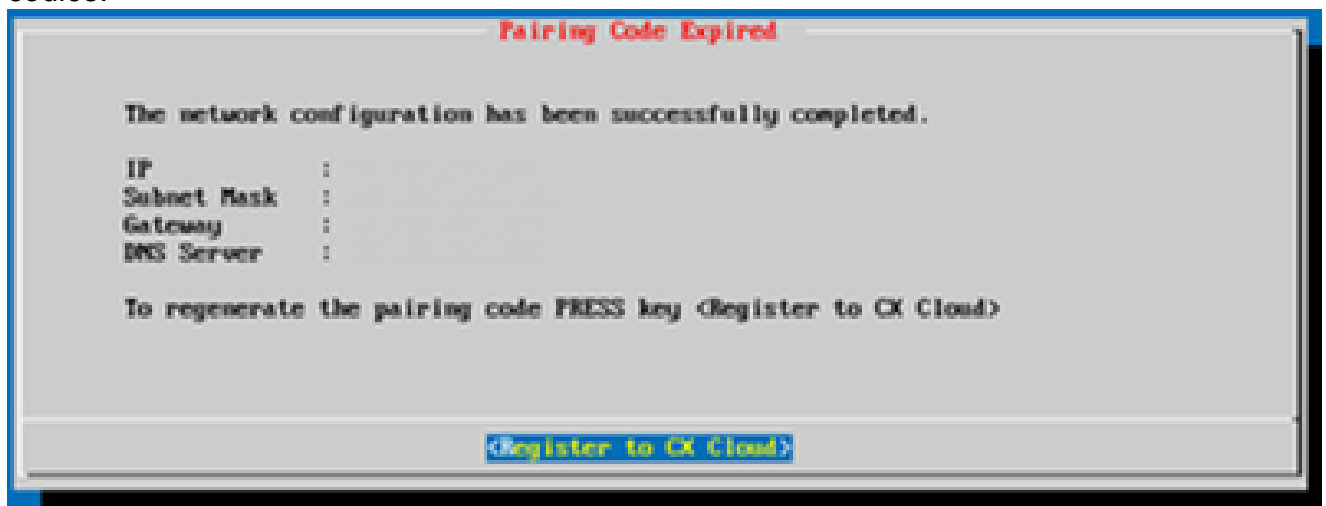 Pairing Code Expired
The network configuration has been successfully completed.
IP :
Subnet Mask :
Gateway :
DNS Server :
To regenerate the pairing code PRESS key <Register to CX Cloud>
<Register to CX Cloud>